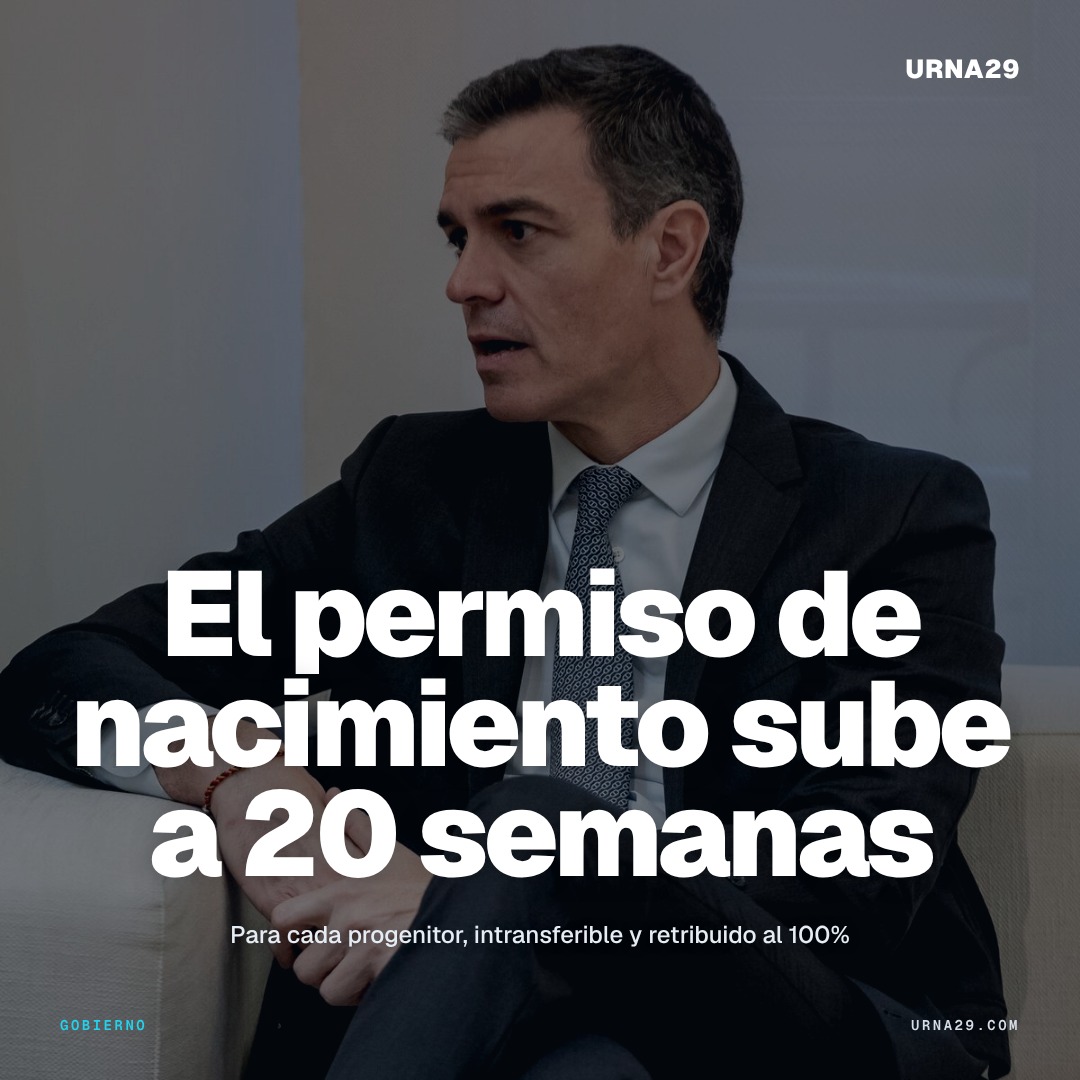 URNA29
El permiso de
nacimiento sube
a 20 semanas
Para cada progenitor, intransferible y retribuido al 100%
GOBIERNO
URNA29.COM